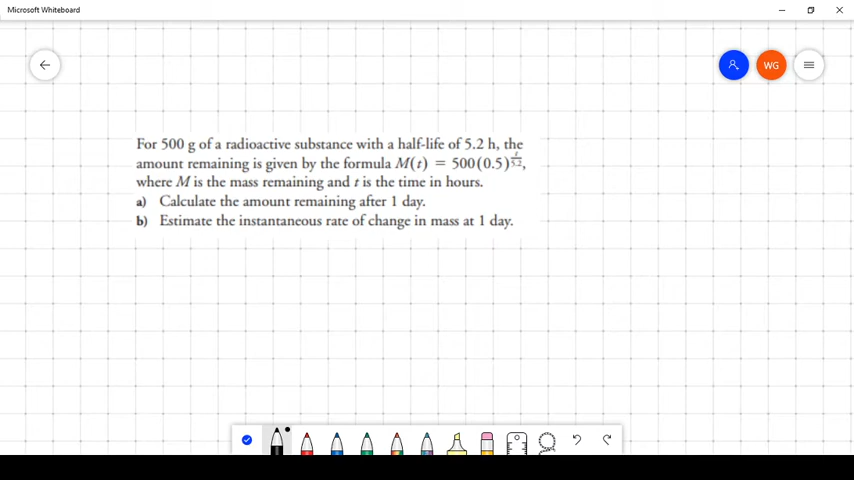 Microsoft Whiteboard
WG
For 500 g of a radioactive substance with a half-life of 5.2 h, the
amount remaining is given by the formula M(t) = 500(0.5)^(t/5.2),
where M is the mass remaining and t is the time in hours.
a) Calculate the amount remaining after 1 day.
b) Estimate the instantaneous rate of change in mass at 1 day.